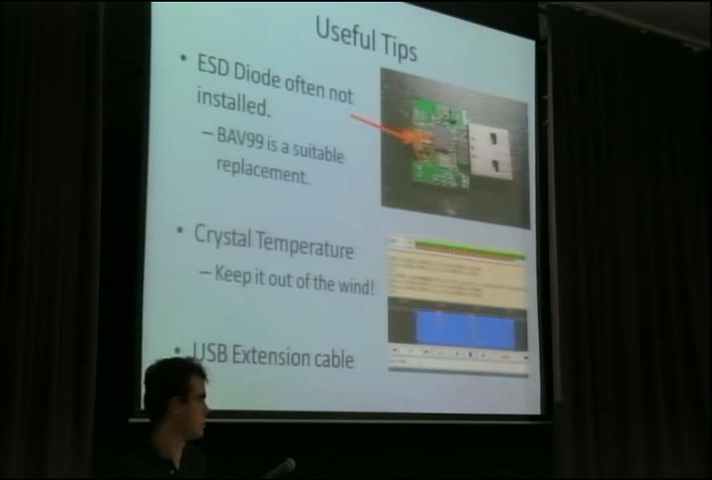 Useful Tips
• ESD Diode often not
installed.
– BAV99 is a suitable
replacement.
• Crystal Temperature
– Keep it out of the wind!
• USB Extension cable